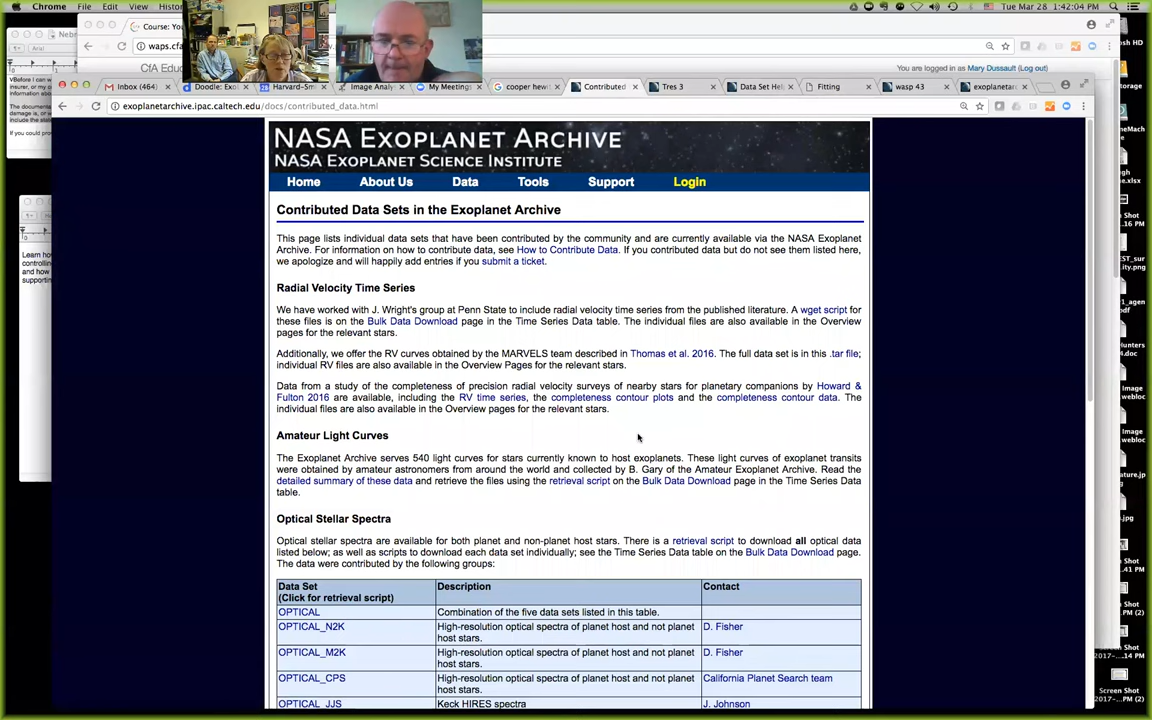 Chrome File Edit View Histor Tue Mar 28 1:42:04 PM
Course: You
waps.cfa
Nebr
Arial
CfA Educ
You are logged in as Mary Dussault (Log out)
Inbox (464) Doodle: Ex Harvard–Sm Image Analy My Meetings cooper hewi Contributed Tres 3 Data Set Hel Fitting wasp 43 exoplanetarc
exoplanetarchive.ipac.caltech.edu/docs/contributed_data.html
NASA EXOPLANET ARCHIVE
NASA EXOPLANET SCIENCE INSTITUTE
Home About Us Data Tools Support Login
Contributed Data Sets in the Exoplanet Archive
This page lists individual data sets that have been contributed by the community and are currently available via the NASA Exoplanet
Archive. For information on how to contribute data, see How to Contribute Data. If you contributed data but do not see them listed here,
we apologize and will happily add entries if you submit a ticket.
Radial Velocity Time Series
We have worked with J. Wright's group at Penn State to include radial velocity time series from the published literature. A wget script for
these files is on the Bulk Data Download page in the Time Series Data table. The individual files are also available in the Overview
pages for the relevant stars.
Additionally, we offer the RV curves obtained by the MARVELS team described in Thomas et al. 2016. The full data set is in this .tar file;
individual RV files are also available in the Overview Pages for the relevant stars.
Data from a study of the completeness of precision radial velocity surveys of nearby stars for planetary companions by Howard &
Fulton 2016 are available, including the RV time series, the completeness contour plots and the completeness contour data. The
individual files are also available in the Overview pages for the relevant stars.
Amateur Light Curves
The Exoplanet Archive serves 540 light curves for stars currently known to host exoplanets. These light curves of exoplanet transits
were obtained by amateur astronomers from around the world and collected by B. Gary of the Amateur Exoplanet Archive. Read the
detailed summary of these data and retrieve the files using the retrieval script on the Bulk Data Download page in the Time Series Data
table.
Optical Stellar Spectra
Optical stellar spectra are available for both planet and non-planet host stars. There is a retrieval script to download all optical data
listed below; as well as scripts to download each data set individually; see the Time Series Data table on the Bulk Data Download page.
The data were contributed by the following groups:
Data Set Description Contact
(Click for retrieval script)
OPTICAL Combination of the five data sets listed in this table.
OPTICAL_N2K High-resolution optical spectra of planet host and not planet D. Fisher
host stars.
OPTICAL_M2K High-resolution optical spectra of planet host and not planet D. Fisher
host stars.
OPTICAL_CPS High-resolution optical spectra of planet host and not planet California Planet Search team
host stars.
OPTICAL_JJS Keck HIRES spectra J. Johnson
Learn how
controlling
and how
supporting
Screen Shot
2017-...14 PM
Screen Shot
2017-...PM (2)